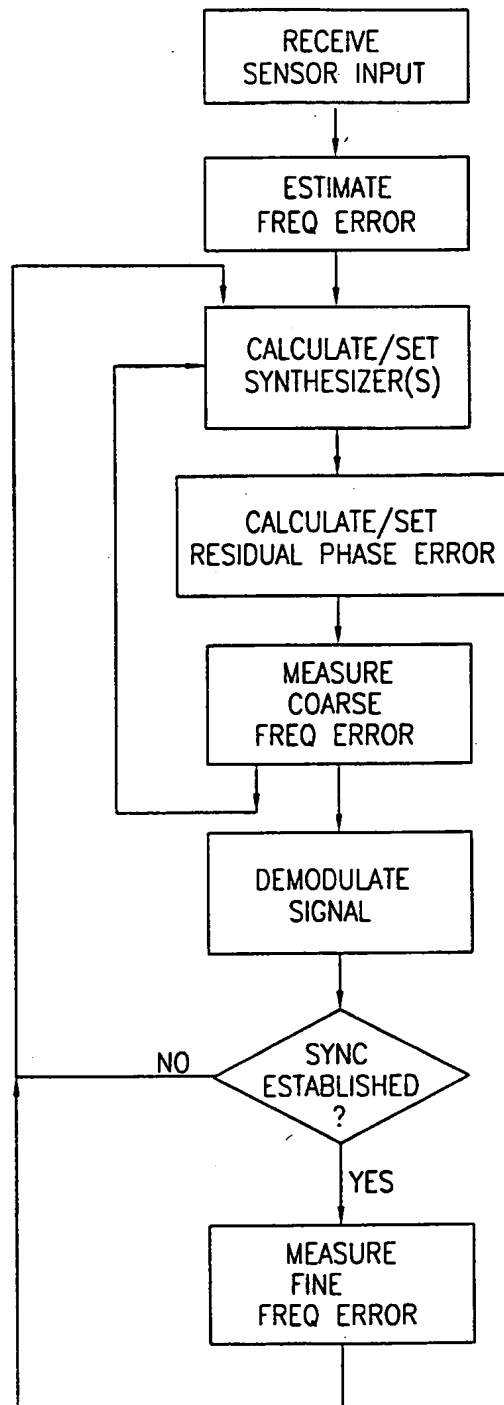 RECEIVE
SENSOR INPUT
ESTIMATE
FREQ ERROR
CALCULATE/SET
SYNTHESIZER(S)
CALCULATE/SET
RESIDUAL PHASE ERROR
MEASURE
COARSE
FREQ ERROR
DEMODULATE
SIGNAL
NO
SYNC
ESTABLISHED
?
YES
MEASURE
FINE
FREQ ERROR